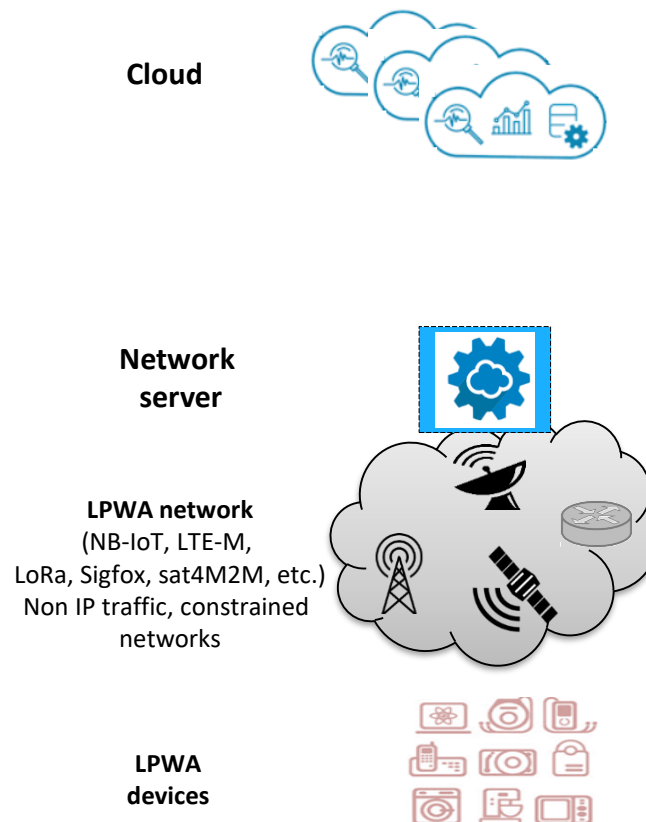 Cloud
Network
server
LPWA network
(NB-IoT, LTE-M,
LoRa, Sigfox, sat4M2M, etc.)
Non IP traffic, constrained
networks
LPWA
devices